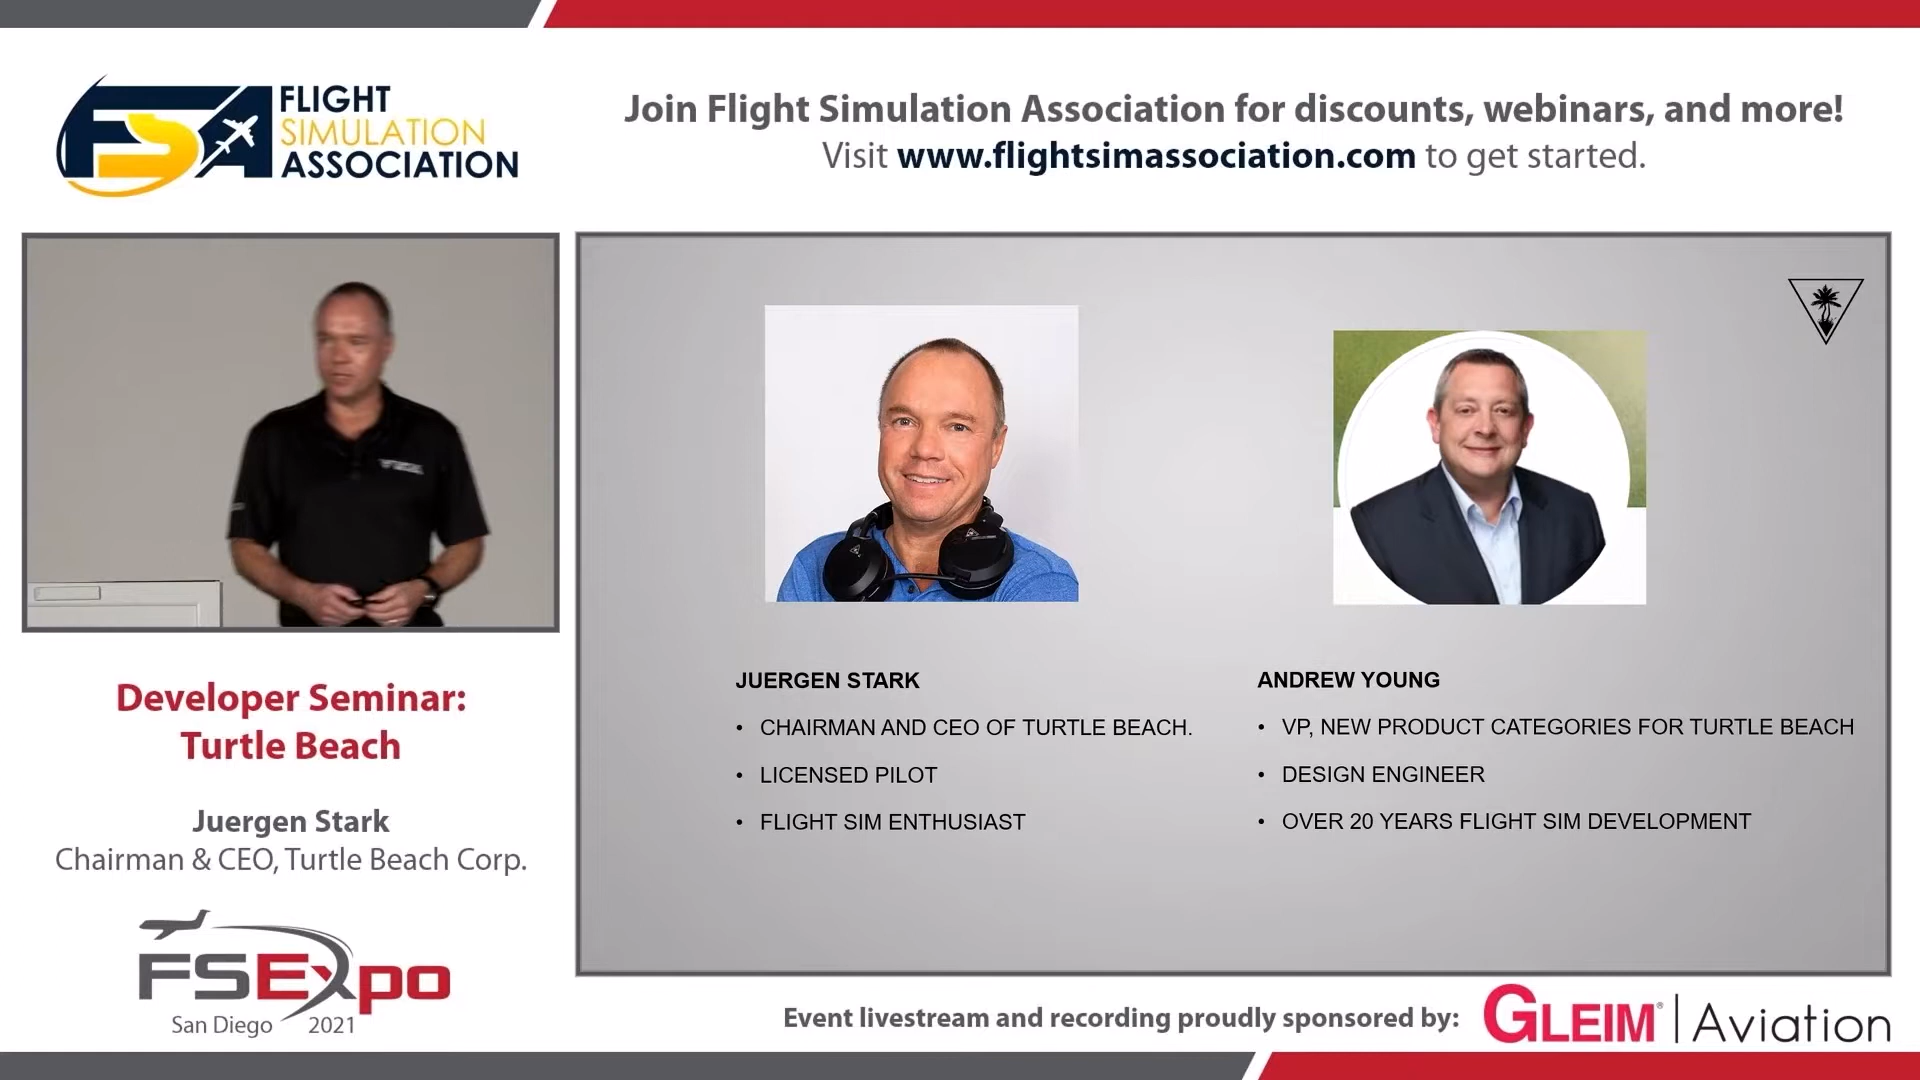 FSA FLIGHT
SIMULATION
ASSOCIATION
Join Flight Simulation Association for discounts, webinars, and more!
Visit www.flightsimassociation.com to get started.
Developer Seminar:
Turtle Beach
Juergen Stark
Chairman & CEO, Turtle Beach Corp.
FSExpo
San Diego 2021
JUERGEN STARK
• CHAIRMAN AND CEO OF TURTLE BEACH.
• LICENSED PILOT
• FLIGHT SIM ENTHUSIAST
ANDREW YOUNG
• VP, NEW PRODUCT CATEGORIES FOR TURTLE BEACH
• DESIGN ENGINEER
• OVER 20 YEARS FLIGHT SIM DEVELOPMENT
Event livestream and recording proudly sponsored by: GLEIM® | Aviation